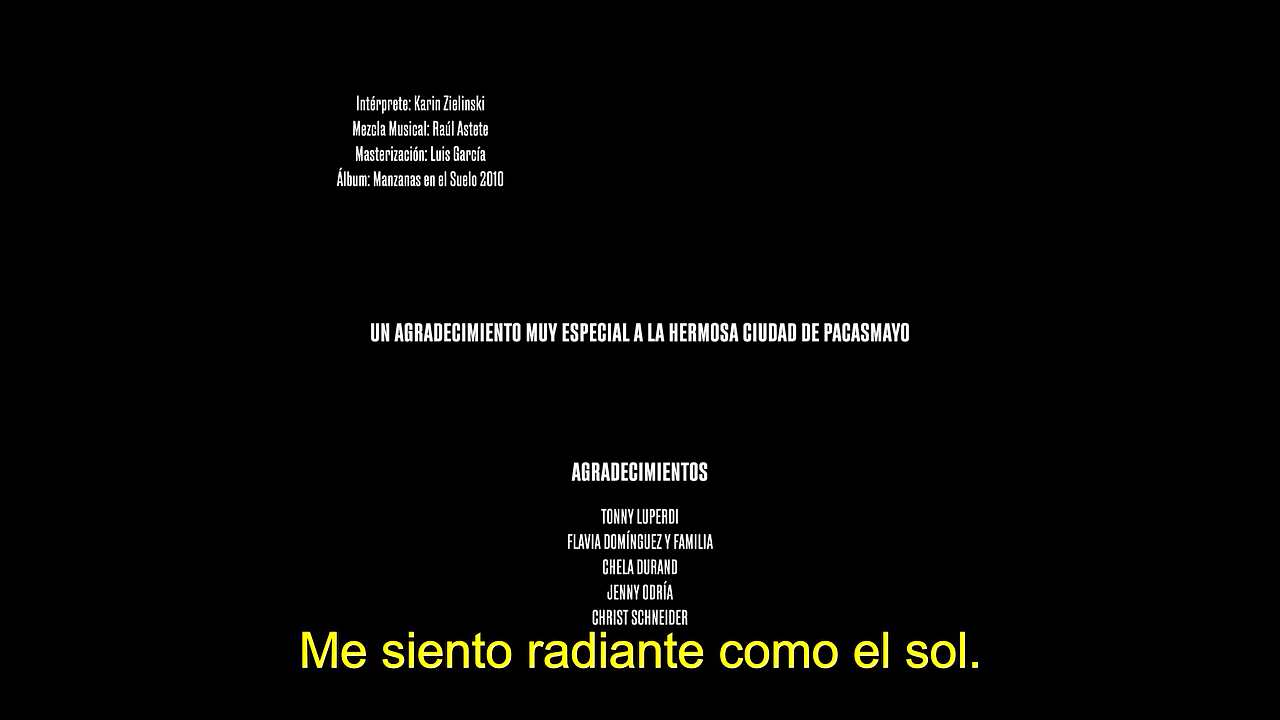 Intérprete: Karin Zielinski
Mezcla Musical: Raúl Astete
Masterización: Luis García
Álbum: Manzanas en el Suelo 2010
UN AGRADECIMIENTO MUY ESPECIAL A LA HERMOSA CIUDAD DE PACASMAYO
AGRADECIMIENTOS
TONNY LUPERDI
FLAVIA DOMÍNGUEZ Y FAMILIA
CHELA DURAND
JENNY ODRÍA
CHRIST SCHNEIDER
Me siento radiante como el sol.